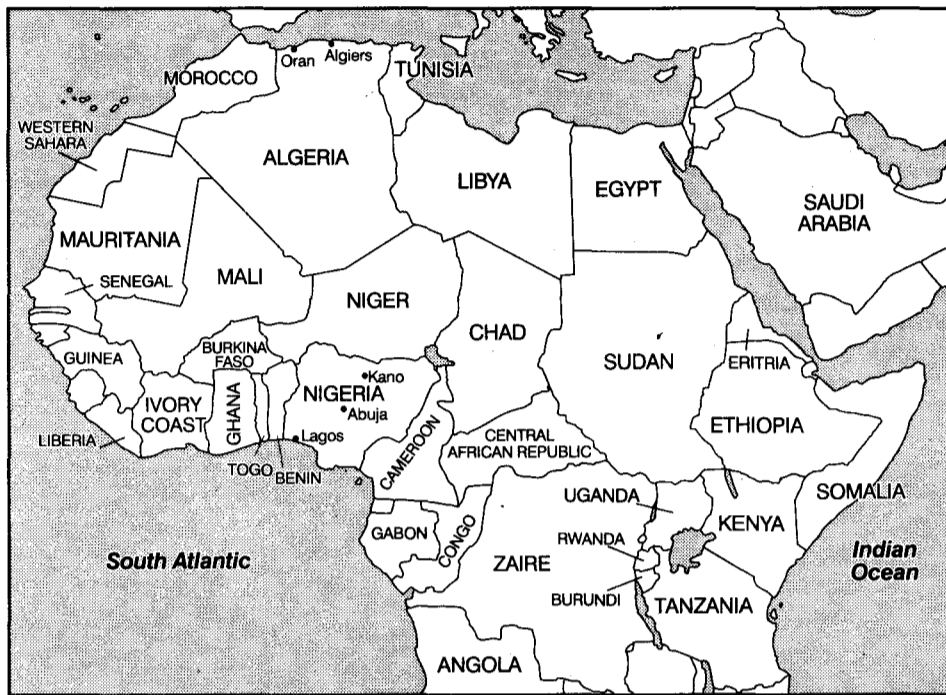 Oran
Algiers
MOROCCO
TUNISIA
WESTERN
SAHARA
ALGERIA
LIBYA
EGYPT
SAUDI
ARABIA
MAURITANIA
SENEGAL
MALI
NIGER
CHAD
SUDAN
ERITRIA
BURKINA
FASO
GUINEA
Kano
NIGERIA
Abuja
IVORY
COAST
GHANA
LIBERIA
Lagos
TOGO
BENIN
CAMEROON
CENTRAL
AFRICAN REPUBLIC
ETHIOPIA
SOMALIA
UGANDA
KENYA
GABON
CONGO
ZAIRE
RWANDA
BURUNDI
TANZANIA
South Atlantic
Indian
Ocean
ANGOLA